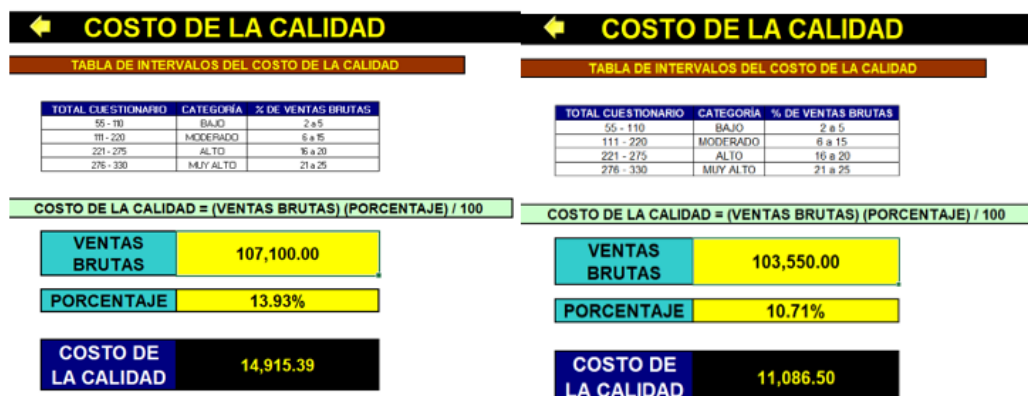 COSTO DE LA CALIDAD
TABLA DE INTERVALOS DEL COSTO DE LA CALIDAD
TOTAL CUESTIONARIO CATEGORÍA % DE VENTAS BRUTAS
55 - 110 BAJO 2 a 5
111 - 220 MODERADO 6 a 15
221 - 275 ALTO 16 a 20
276 - 330 MUY ALTO 21 a 25
COSTO DE LA CALIDAD = (VENTAS BRUTAS) (PORCENTAJE) / 100
VENTAS
BRUTAS
107,100.00
PORCENTAJE 13.93%
COSTO DE
LA CALIDAD
14,915.39
COSTO DE LA CALIDAD
TABLA DE INTERVALOS DEL COSTO DE LA CALIDAD
TOTAL CUESTIONARIO CATEGORÍA % DE VENTAS BRUTAS
55 - 110 BAJO 2 a 5
111 - 220 MODERADO 6 a 15
221 - 275 ALTO 16 a 20
276 - 330 MUY ALTO 21 a 25
COSTO DE LA CALIDAD = (VENTAS BRUTAS) (PORCENTAJE) / 100
VENTAS
BRUTAS
103,550.00
PORCENTAJE 10.71%
COSTO DE
LA CALIDAD
11,086.50